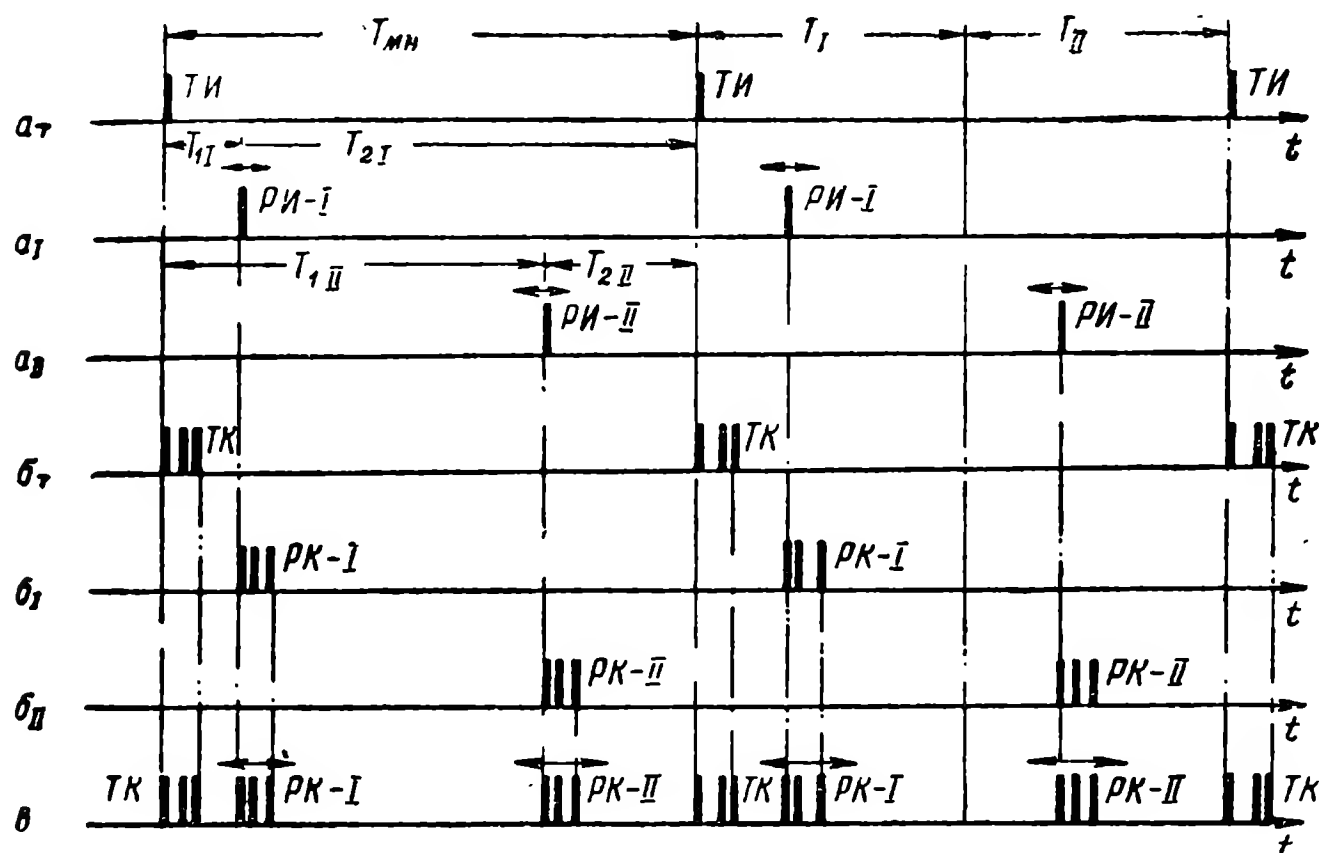 Tмн TI TII
ТИ ТИ ТИ
aт t
T1I T2I
РИ-I РИ-I
aI t
T1II T2II
РИ-II РИ-II
aII t
ТК ТК ТК
бт t
РК-I РК-I
бI t
РК-II РК-II
бII t
ТК РК-I РК-II ТК РК-I РК-II ТК
в t